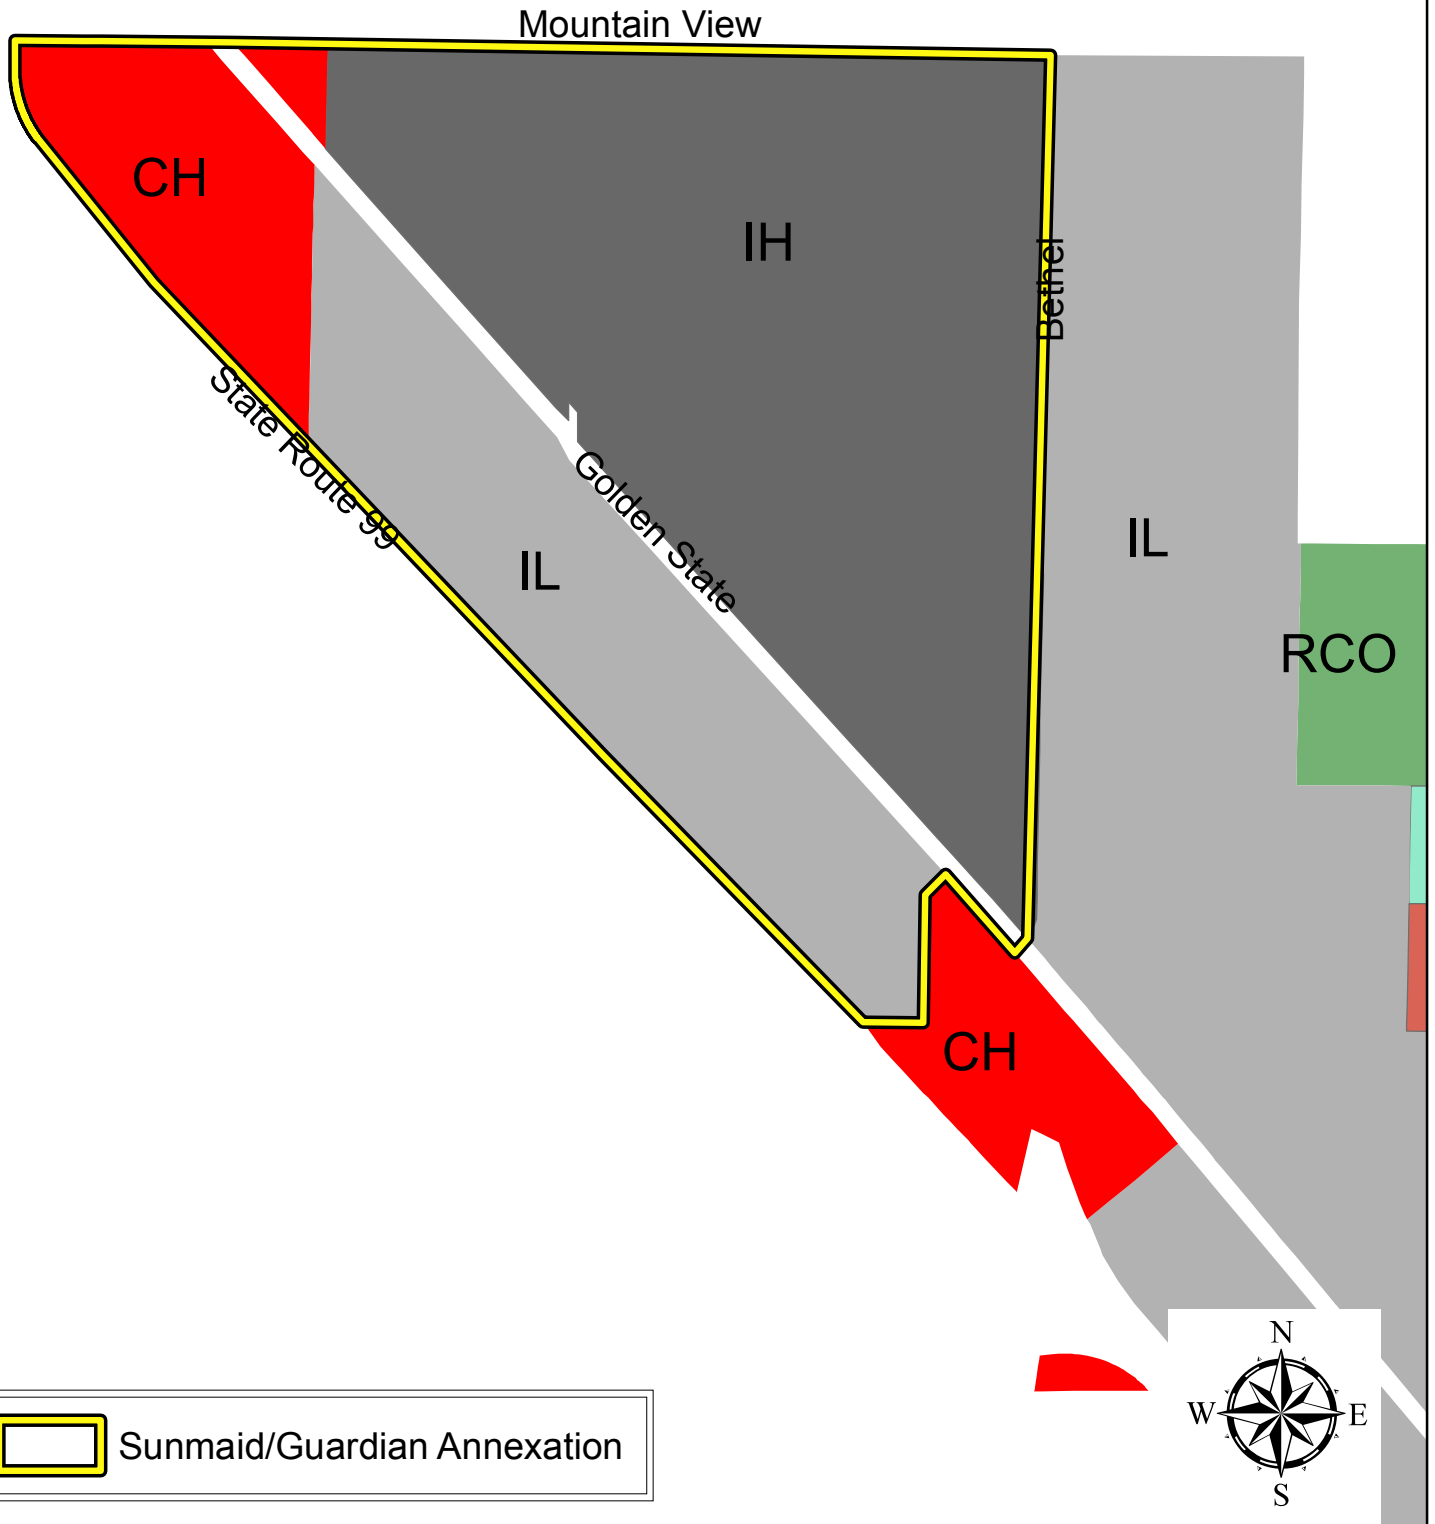 Mountain View
CH
IH
Bethel
State Route 99
Golden State
IL
IL
RCO
CH
N
W
E
S
Sunmaid/Guardian Annexation